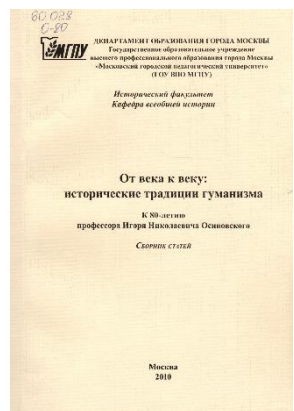 60.028
О-80
МГПУ
ДЕПАРТАМЕНТ ОБРАЗОВАНИЯ ГОРОДА МОСКВЫ
Государственное образовательное учреждение
высшего профессионального образования города Москвы
«Московский городской педагогический университет»
(ГОУ ВПО МГПУ)
Исторический факультет
Кафедра всеобщей истории
От века к веку:
исторические традиции гуманизма
К 80-летию
профессора Игоря Николаевича Осиновского
Сборник статей
Москва
2010